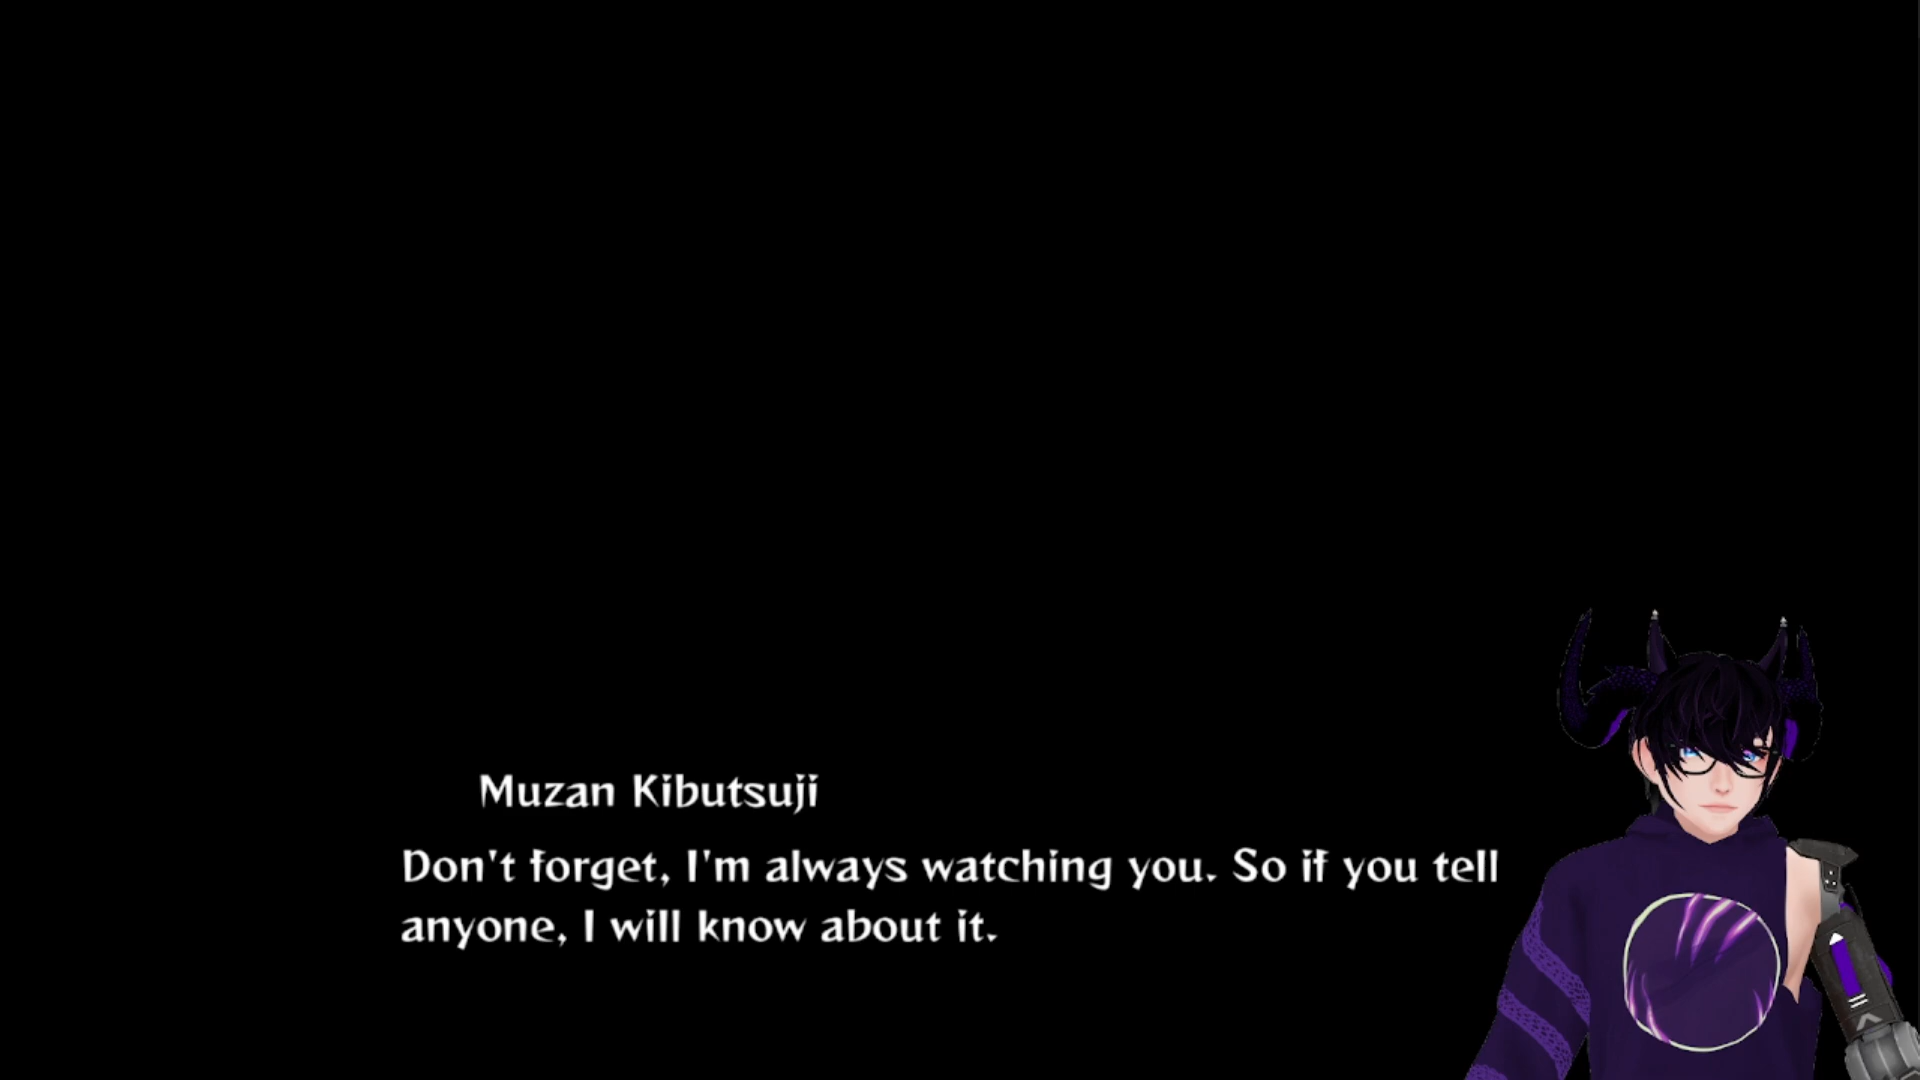 Muzan Kibutsuji
Don't forget, I'm always watching you. So if you tell
anyone, I will know about it.